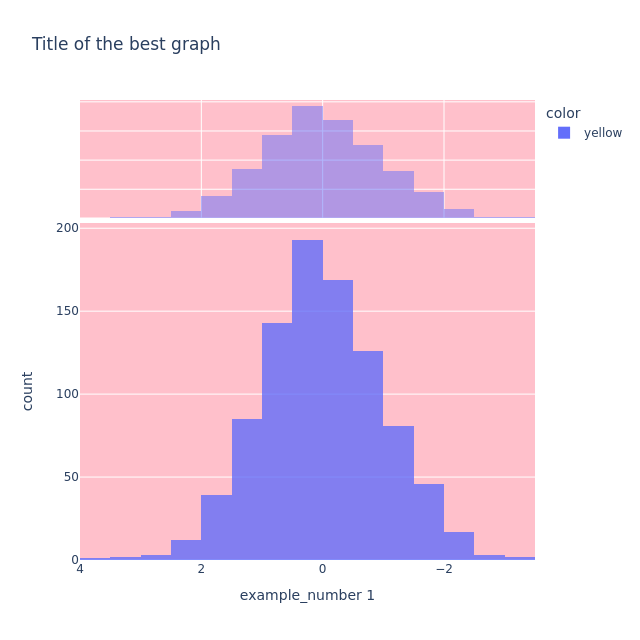 Title of the best graph
color
yellow
200
150
100
50
0
count
4
2
0
−2
example_number 1